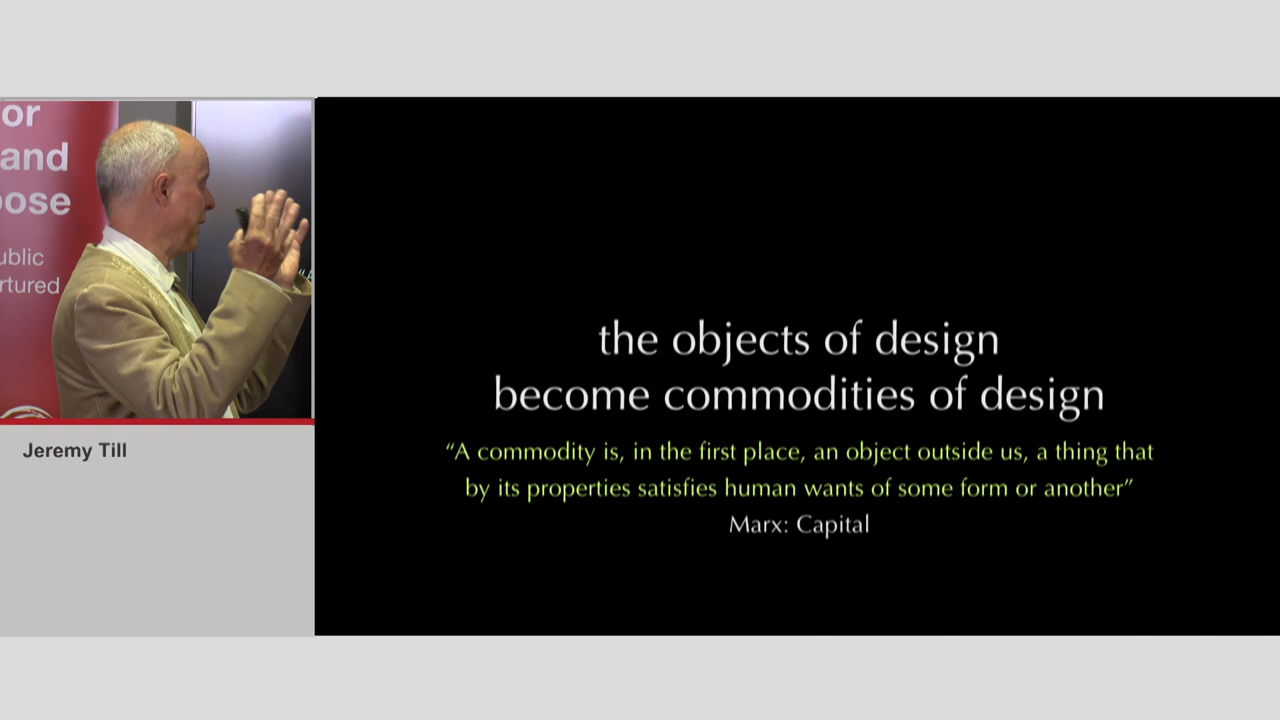 or
and
pose
ublic
rtured
Jeremy Till
the objects of design
become commodities of design
“A commodity is, in the first place, an object outside us, a thing that
by its properties satisfies human wants of some form or another”
Marx: Capital